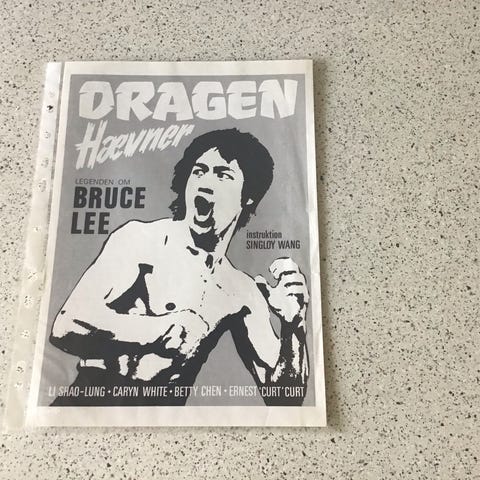 DRAGEN
Hævner
LEGENDEN OM
BRUCE
LEE
instruktion
SINGLOY WANG
LI SHAO-LUNG • CARYN WHITE • BETTY CHEN • ERNEST "CURT" CURT